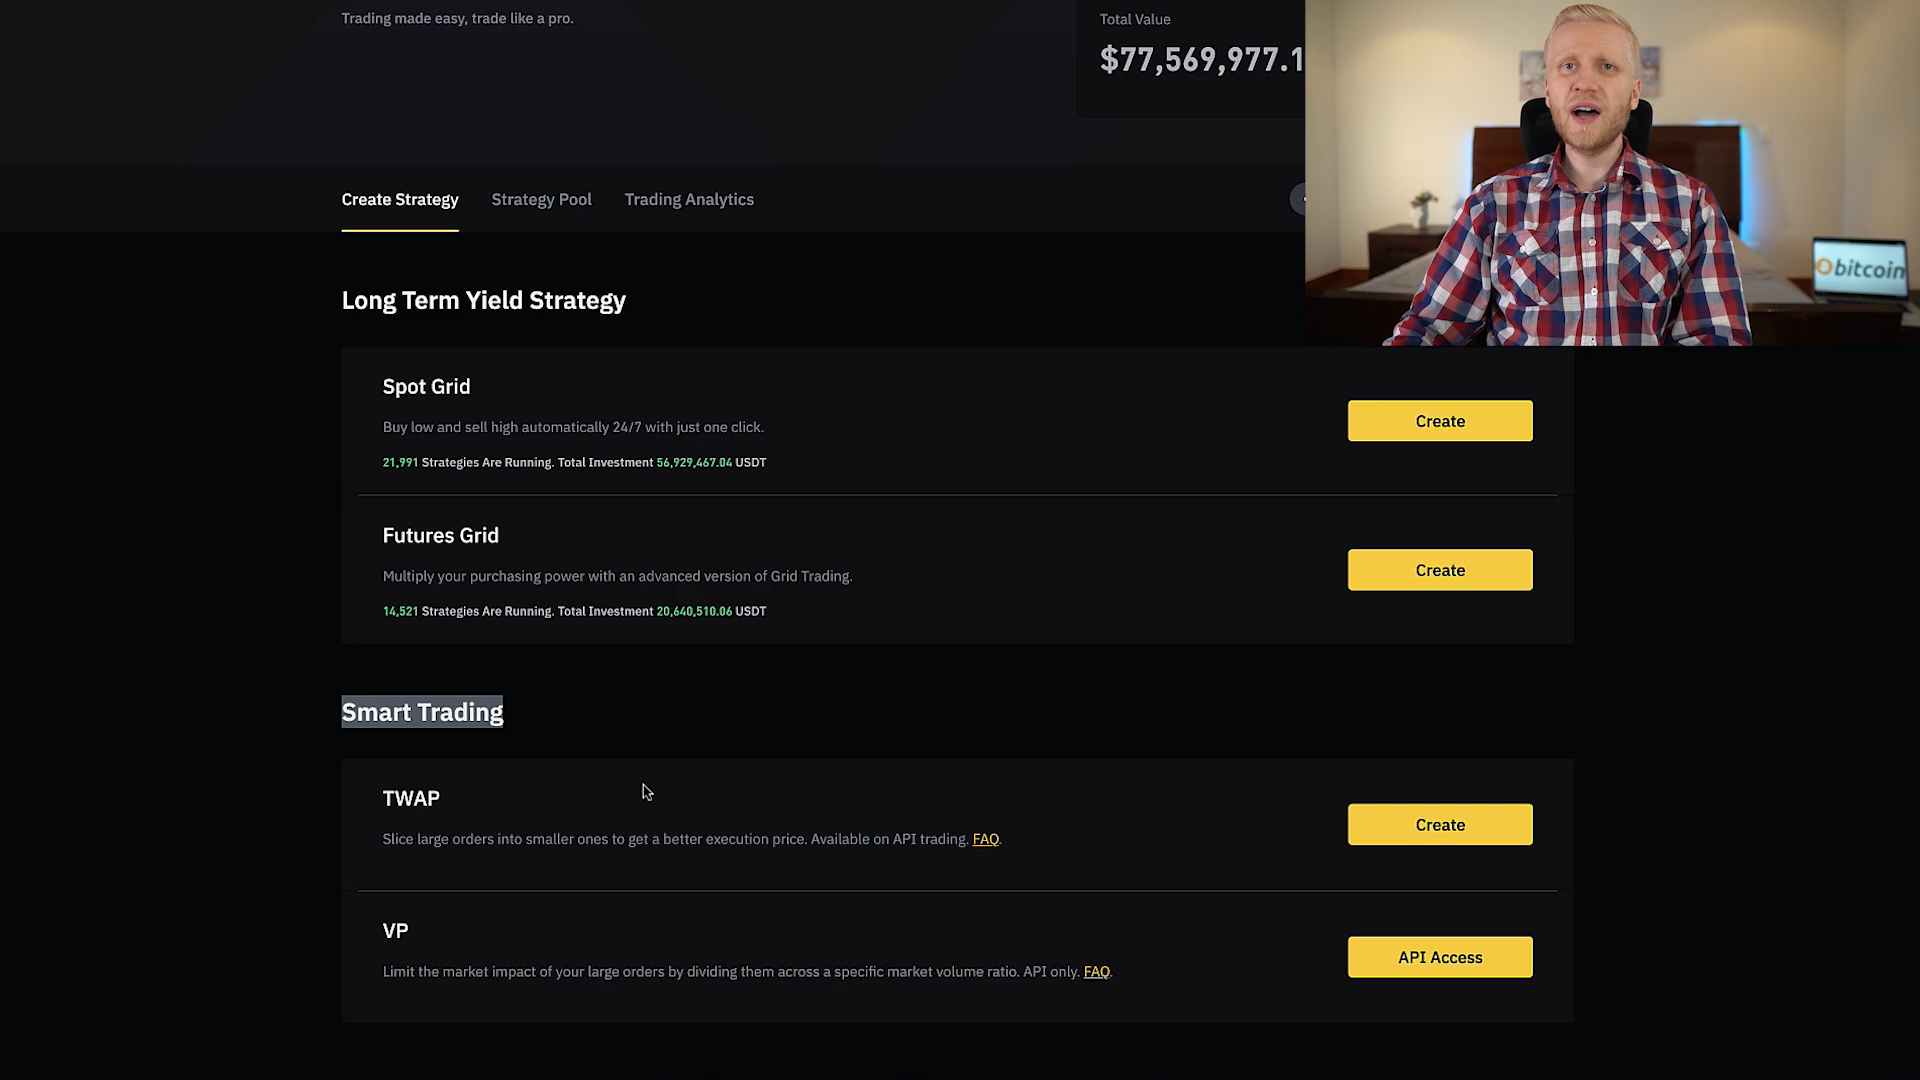 Trading made easy, trade like a pro.
Total Value
$77,569,977.1
Create Strategy
Strategy Pool
Trading Analytics
bitcoin
Long Term Yield Strategy
Spot Grid
Buy low and sell high automatically 24/7 with just one click.
21,991 Strategies Are Running. Total Investment 56,929,467.04 USDT
Create
Futures Grid
Multiply your purchasing power with an advanced version of Grid Trading.
14,521 Strategies Are Running. Total Investment 20,640,510.06 USDT
Create
Smart Trading
TWAP
Slice large orders into smaller ones to get a better execution price. Available on API trading. FAQ.
Create
VP
Limit the market impact of your large orders by dividing them across a specific market volume ratio. API only. FAQ.
API Access